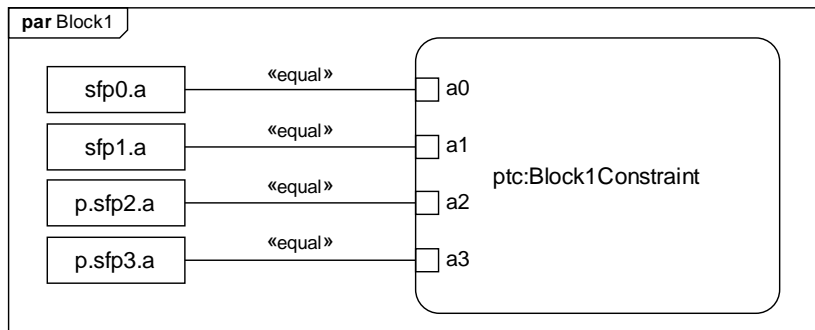 par Block1
sfp0.a «equal» a0
sfp1.a «equal» a1
ptc:Block1Constraint
p.sfp2.a «equal» a2
p.sfp3.a «equal» a3